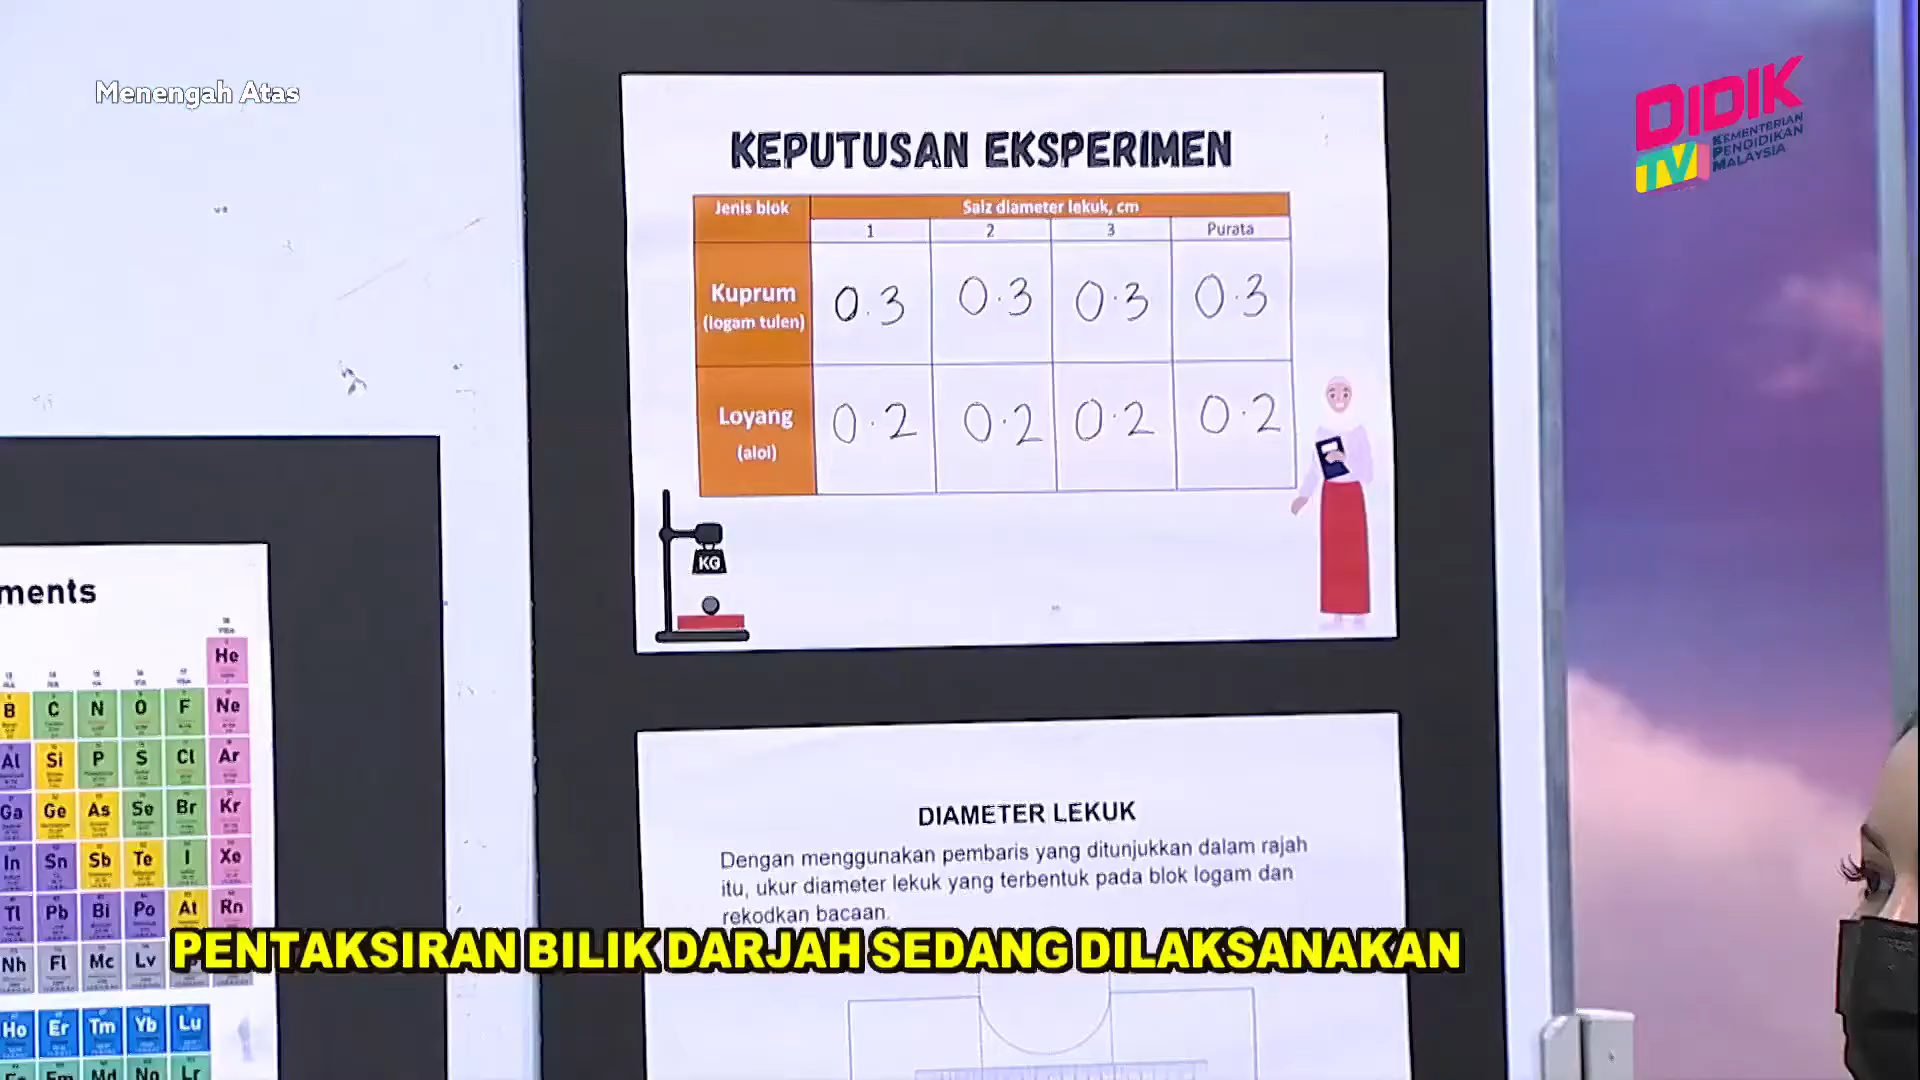 Menengah Atas
DIDIK
TV
KEMENTERIAN
PENDIDIKAN
MALAYSIA
KEPUTUSAN EKSPERIMEN
Jenis blok
Saiz diameter lekuk, cm
1 2 3 Purata
Kuprum
(logam tulen)
0.3 0.3 0.3 0.3
Loyang
(aloi)
0.2 0.2 0.2 0.2
KG
DIAMETER LEKUK
Dengan menggunakan pembaris yang ditunjukkan dalam rajah
itu, ukur diameter lekuk yang terbentuk pada blok logam dan
rekodkan bacaan.
PENTAKSIRAN BILIK DARJAH SEDANG DILAKSANAKAN
ments
He
B C N O F Ne
Al Si P S Cl Ar
Ga Ge As Se Br Kr
In Sn Sb Te I Xe
Tl Pb Bi Po At Rn
Nh Fl Mc Lv
Ho Er Tm Yb Lu
Md No Lr